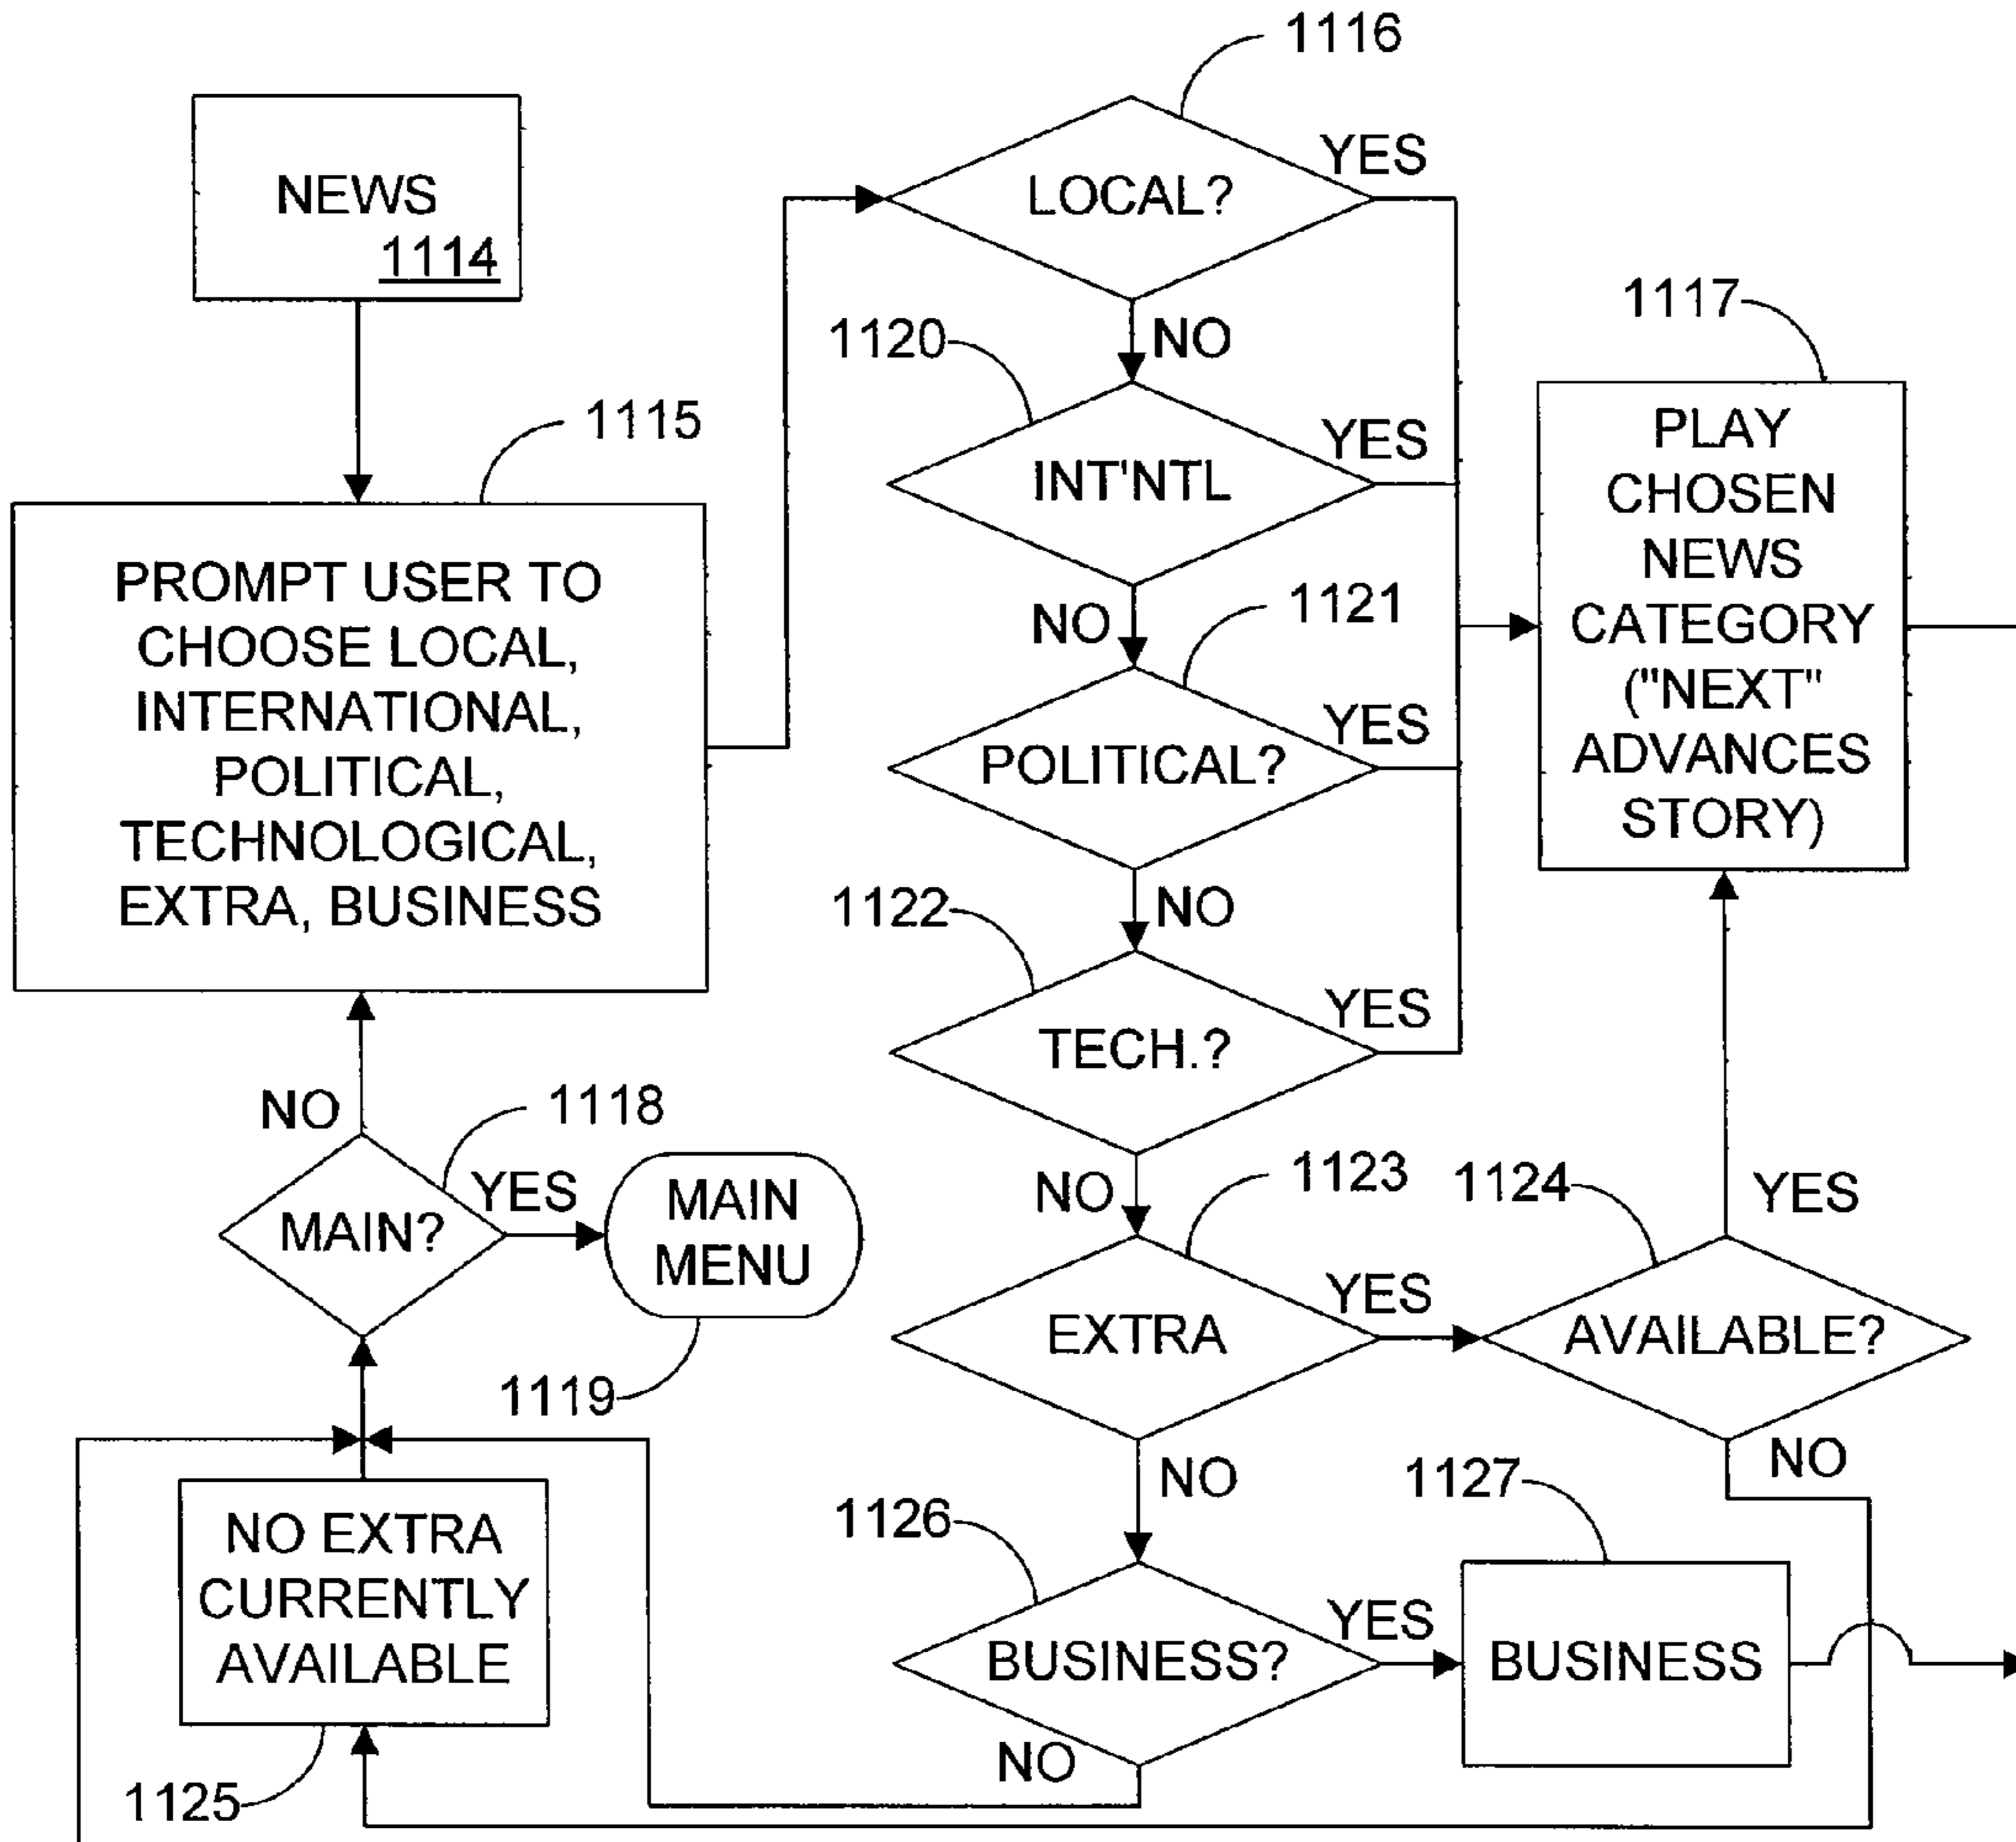 NEWS
1114
1115
PROMPT USER TO
CHOOSE LOCAL,
INTERNATIONAL,
POLITICAL,
TECHNOLOGICAL,
EXTRA, BUSINESS
NO
1118
YES
MAIN?
MAIN
MENU
1119
NO EXTRA
CURRENTLY
AVAILABLE
1125
1116
LOCAL?
YES
NO
1120
INT'NTL
YES
NO
1121
POLITICAL?
YES
NO
1122
TECH.?
YES
NO
1123
EXTRA
YES
NO
1126
BUSINESS?
YES
NO
1117
PLAY
CHOSEN
NEWS
CATEGORY
("NEXT"
ADVANCES
STORY)
1124
YES
AVAILABLE?
NO
1127
BUSINESS